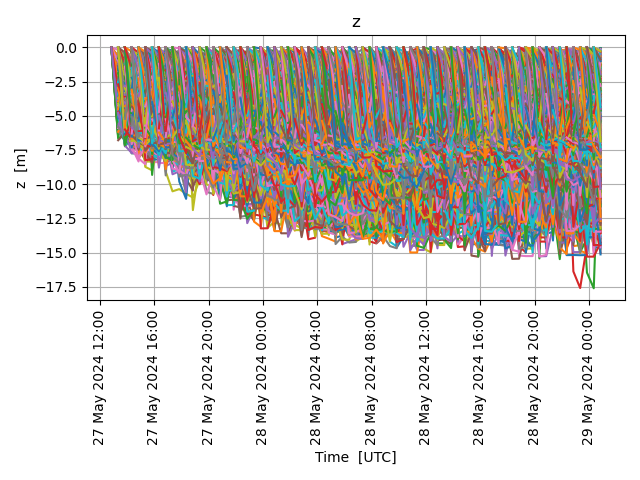 z
0.0
−2.5
−5.0
−7.5
−10.0
−12.5
−15.0
−17.5
z  [m]
27 May 2024 12:00
27 May 2024 16:00
27 May 2024 20:00
28 May 2024 00:00
28 May 2024 04:00
28 May 2024 08:00
28 May 2024 12:00
28 May 2024 16:00
28 May 2024 20:00
29 May 2024 00:00
Time  [UTC]